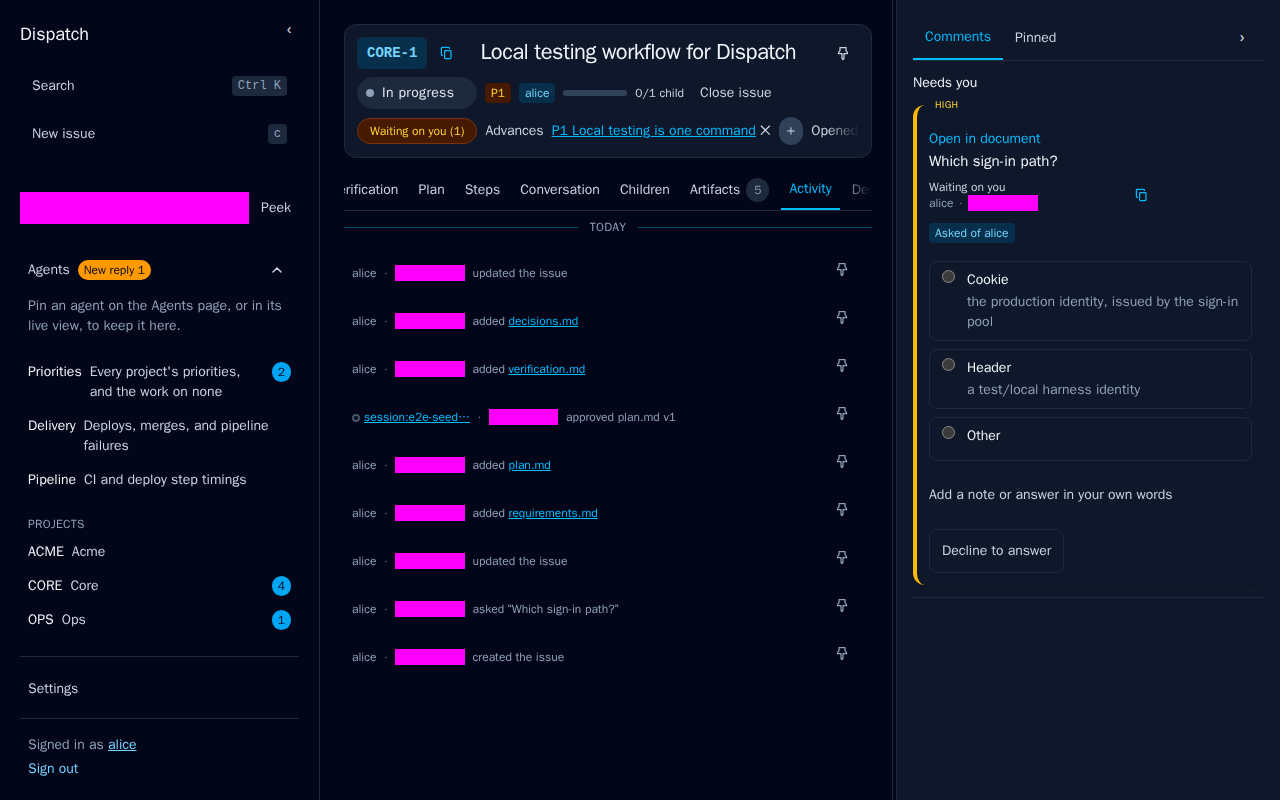 Dispatch
Search
Ctrl K
New issue
c
Peek
Agents
New reply 1
Pin an agent on the Agents page, or in its
live view, to keep it here.
Priorities
Every project's priorities,
and the work on none
2
Delivery
Deploys, merges, and pipeline
failures
Pipeline
CI and deploy step timings
PROJECTS
ACME Acme
CORE Core
4
OPS Ops
1
Settings
Signed in as alice
Sign out
CORE-1
Local testing workflow for Dispatch
In progress
P1
alice
0/1 child
Close issue
Waiting on you (1)
Advances
P1 Local testing is one command
+
Opened
erification
Plan
Steps
Conversation
Children
Artifacts 5
Activity
De
TODAY
alice · updated the issue
alice · added decisions.md
alice · added verification.md
session:e2e-seed… · approved plan.md v1
alice · added plan.md
alice · added requirements.md
alice · updated the issue
alice · asked “Which sign-in path?”
alice · created the issue
Comments
Pinned
Needs you
HIGH
Open in document
Which sign-in path?
Waiting on you
alice ·
Asked of alice
Cookie
the production identity, issued by the sign-in
pool
Header
a test/local harness identity
Other
Add a note or answer in your own words
Decline to answer